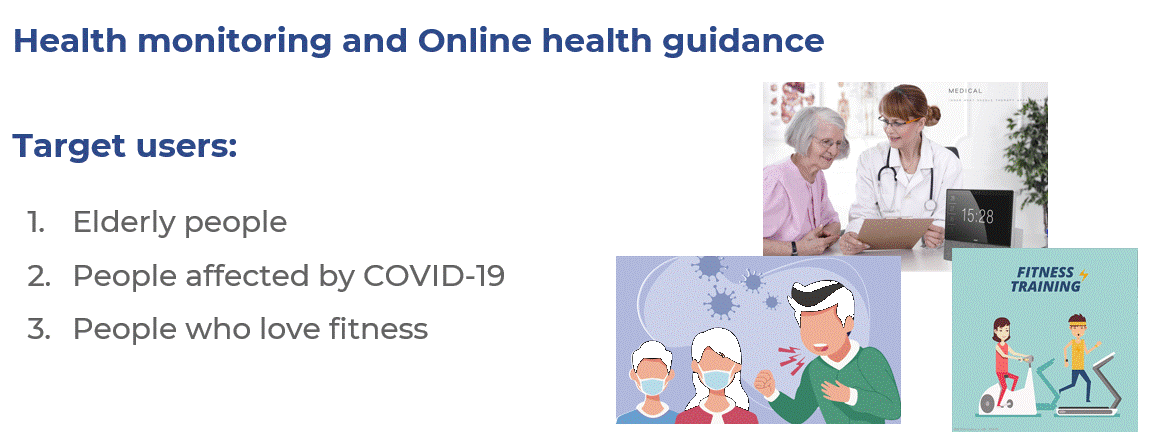 Health monitoring and Online health guidance
Target users:
1. Elderly people
2. People affected by COVID-19
3. People who love fitness
MEDICAL
15:28
FITNESS
TRAINING